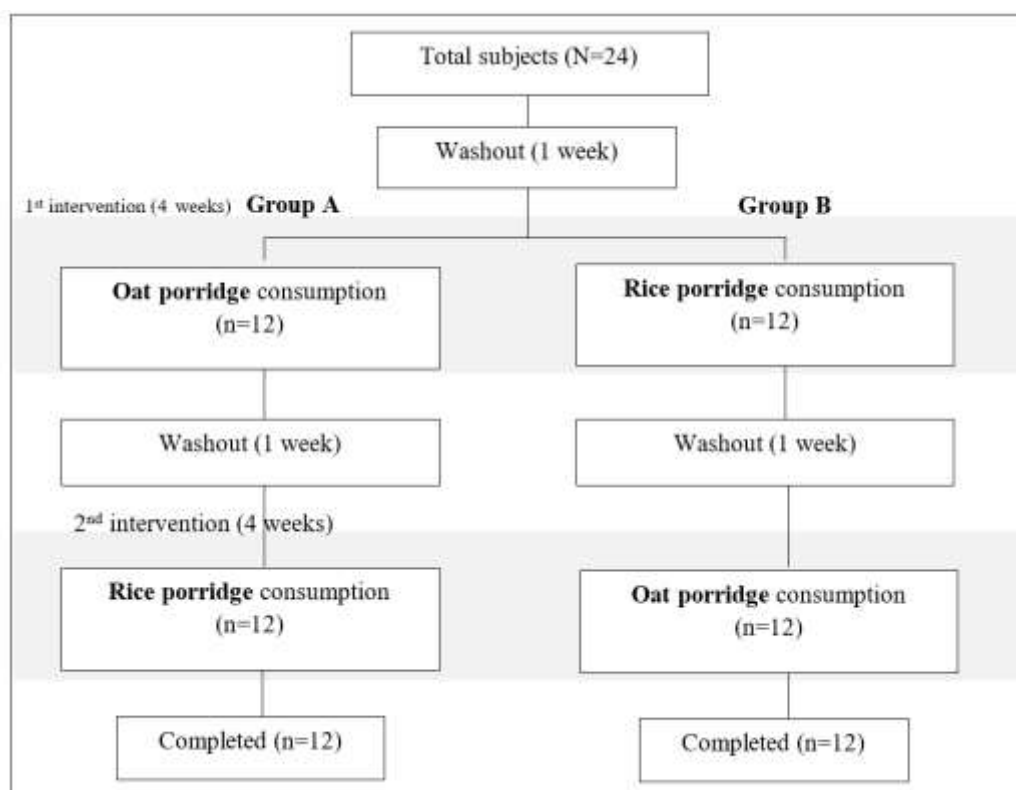 Total subjects (N=24)
Washout (1 week)
1st intervention (4 weeks) Group A
Group B
Oat porridge consumption
(n=12)
Rice porridge consumption
(n=12)
Washout (1 week)
Washout (1 week)
2nd intervention (4 weeks)
Rice porridge consumption
(n=12)
Oat porridge consumption
(n=12)
Completed (n=12)
Completed (n=12)